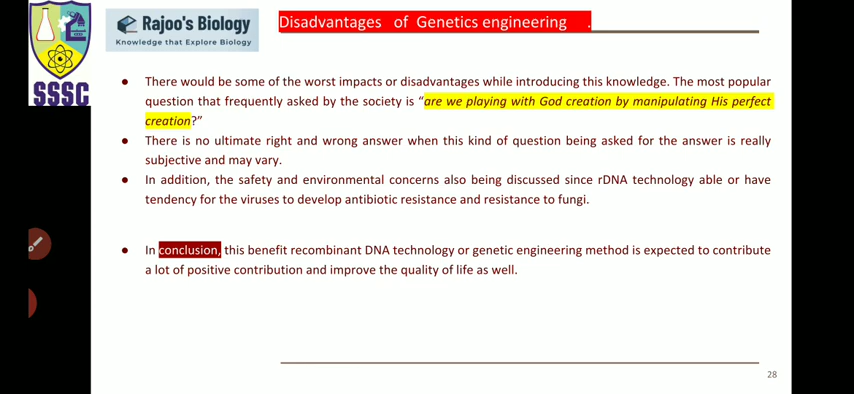 Rajoo's Biology
Knowledge that Explore Biology
SSSC
Disadvantages of Genetics engineering .
● There would be some of the worst impacts or disadvantages while introducing this knowledge. The most popular
question that frequently asked by the society is "are we playing with God creation by manipulating His perfect
creation?"
● There is no ultimate right and wrong answer when this kind of question being asked for the answer is really
subjective and may vary.
● In addition, the safety and environmental concerns also being discussed since rDNA technology able or have
tendency for the viruses to develop antibiotic resistance and resistance to fungi.
● In conclusion, this benefit recombinant DNA technology or genetic engineering method is expected to contribute
a lot of positive contribution and improve the quality of life as well.
28